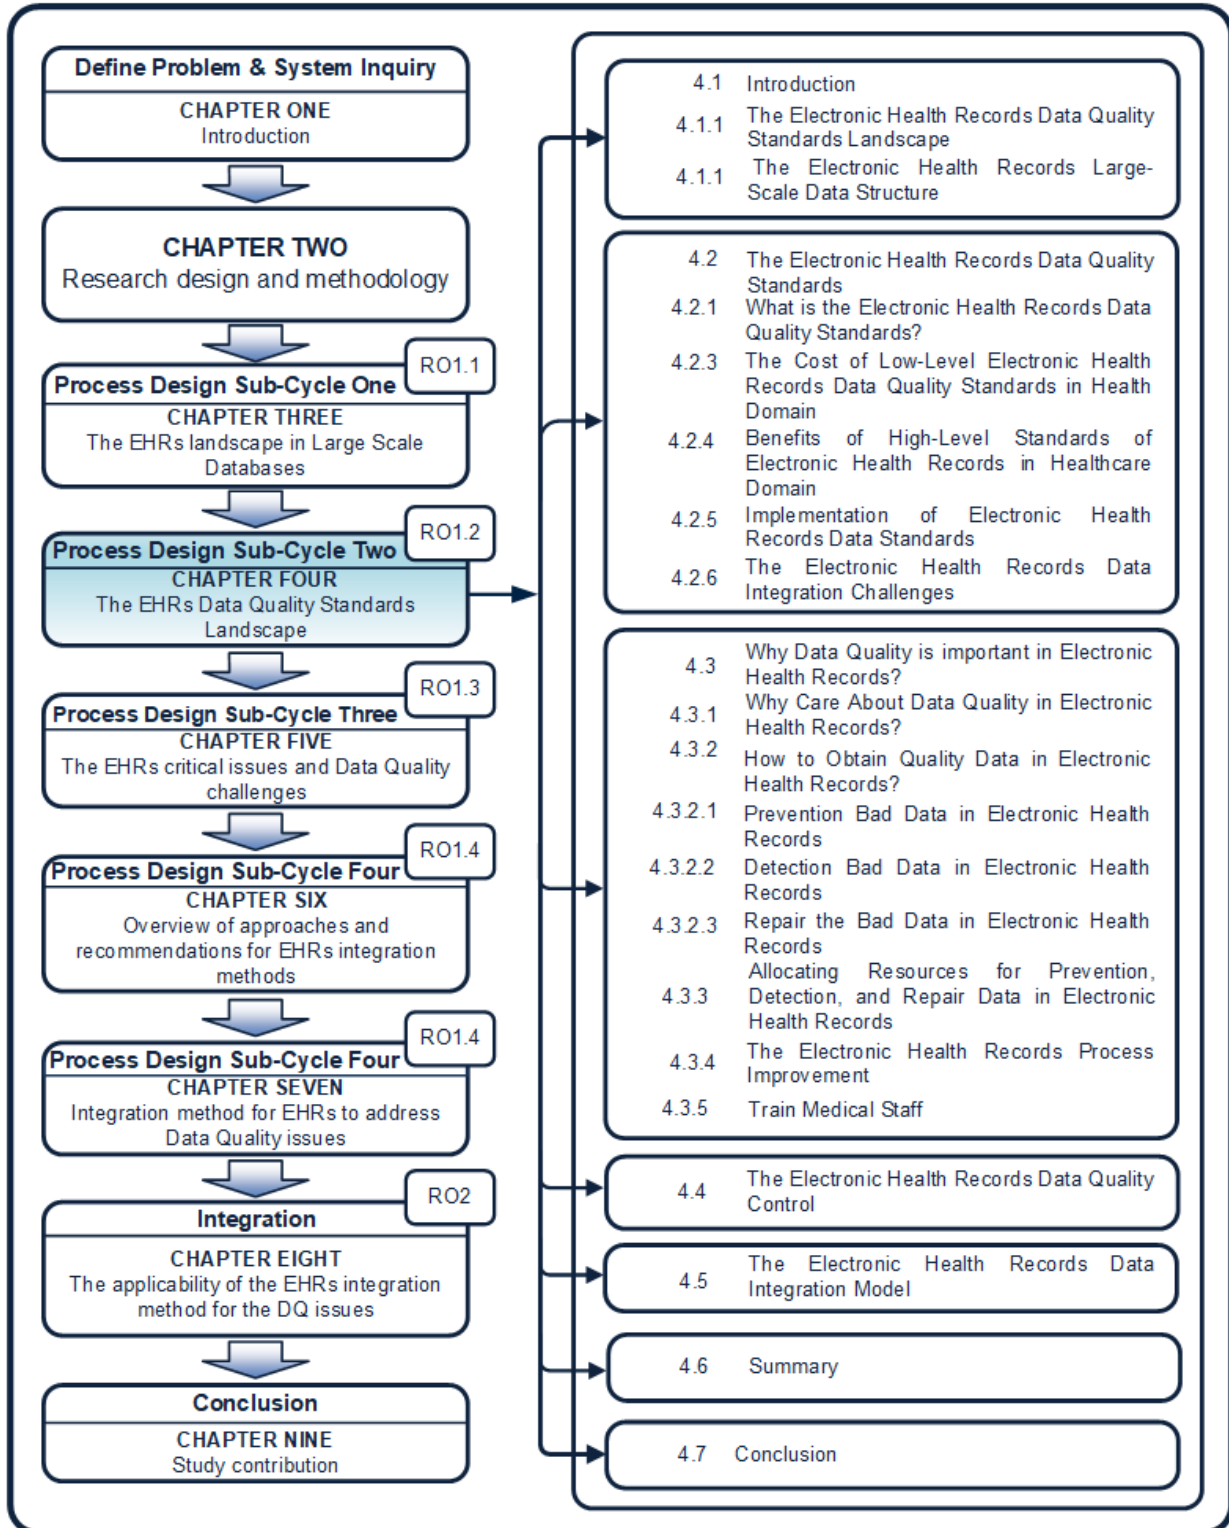 Define Problem & System Inquiry
CHAPTER ONE
Introduction
CHAPTER TWO
Research design and methodology
RO1.1
Process Design Sub-Cycle One
CHAPTER THREE
The EHRs landscape in Large Scale
Databases
RO1.2
Process Design Sub-Cycle Two
CHAPTER FOUR
The EHRs Data Quality Standards
Landscape
RO1.3
Process Design Sub-Cycle Three
CHAPTER FIVE
The EHRs critical issues and Data Quality
challenges
RO1.4
Process Design Sub-Cycle Four
CHAPTER SIX
Overview of approaches and
recommendations for EHRs integration
methods
RO1.4
Process Design Sub-Cycle Four
CHAPTER SEVEN
Integration method for EHRs to address
Data Quality issues
RO2
Integration
CHAPTER EIGHT
The applicability of the EHRs integration
method for the DQ issues
Conclusion
CHAPTER NINE
Study contribution
4.1 Introduction
4.1.1 The Electronic Health Records Data Quality
Standards Landscape
4.1.1 The Electronic Health Records Large-
Scale Data Structure
4.2 The Electronic Health Records Data Quality
Standards
4.2.1 What is the Electronic Health Records Data
Quality Standards?
4.2.3 The Cost of Low-Level Electronic Health
Records Data Quality Standards in Health
Domain
4.2.4 Benefits of High-Level Standards of
Electronic Health Records in Healthcare
Domain
4.2.5 Implementation of Electronic Health
Records Data Standards
4.2.6 The Electronic Health Records Data
Integration Challenges
4.3 Why Data Quality is important in Electronic
Health Records?
4.3.1 Why Care About Data Quality in Electronic
Health Records?
4.3.2 How to Obtain Quality Data in Electronic
Health Records?
4.3.2.1 Prevention Bad Data in Electronic Health
Records
4.3.2.2 Detection Bad Data in Electronic Health
Records
4.3.2.3 Repair the Bad Data in Electronic Health
Records
4.3.3 Allocating Resources for Prevention,
Detection, and Repair Data in Electronic
Health Records
4.3.4 The Electronic Health Records Process
Improvement
4.3.5 Train Medical Staff
4.4 The Electronic Health Records Data Quality
Control
4.5 The Electronic Health Records Data
Integration Model
4.6 Summary
4.7 Conclusion